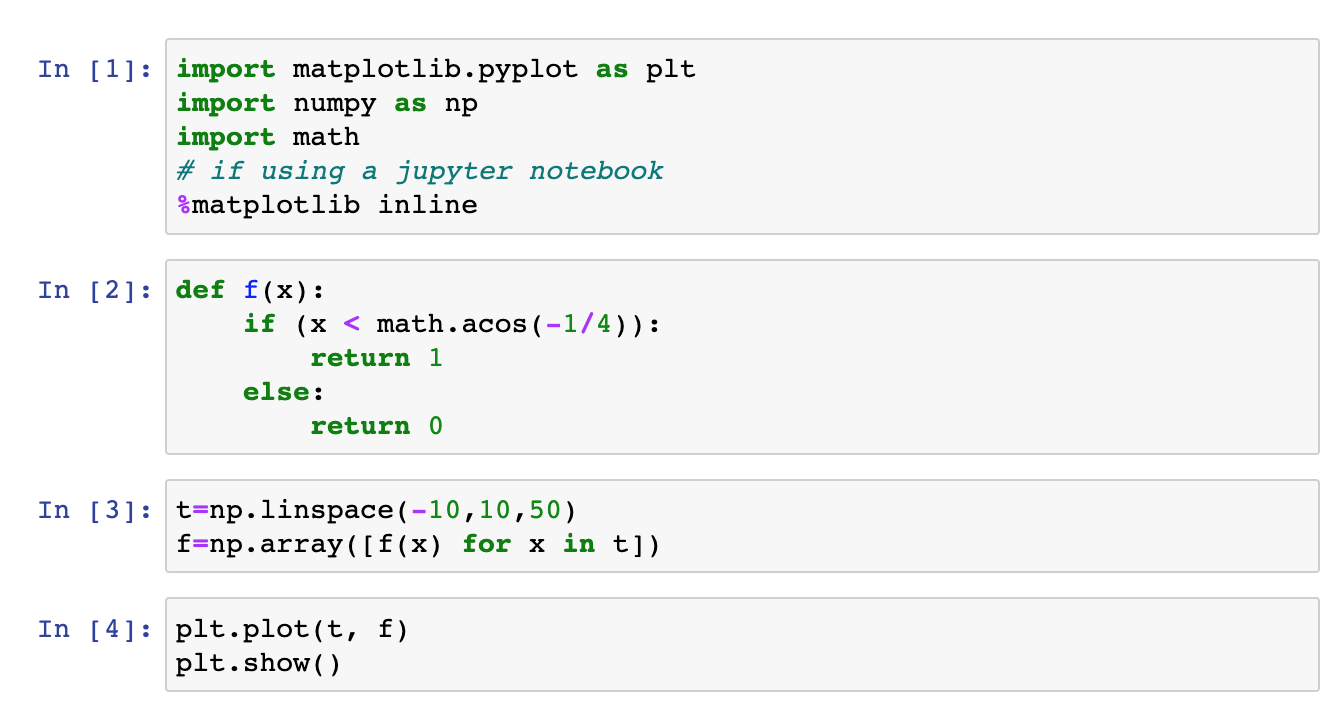 In [1]: import matplotlib.pyplot as plt
import numpy as np
import math
# if using a jupyter notebook
%matplotlib inline
In [2]: def f(x):
    if (x < math.acos(-1/4)):
        return 1
    else:
        return 0
In [3]: t=np.linspace(-10,10,50)
f=np.array([f(x) for x in t])
In [4]: plt.plot(t, f)
plt.show()